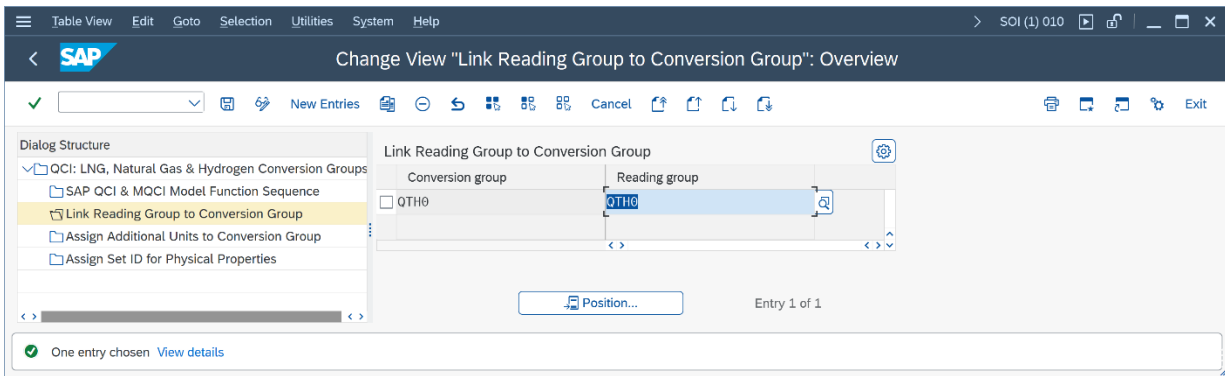 Table View Edit Goto Selection Utilities System Help SOI (1) 010
SAP Change View "Link Reading Group to Conversion Group": Overview
New Entries Cancel Exit
Dialog Structure
QCI: LNG, Natural Gas & Hydrogen Conversion Groups
SAP QCI & MQCI Model Function Sequence
Link Reading Group to Conversion Group
Assign Additional Units to Conversion Group
Assign Set ID for Physical Properties
Link Reading Group to Conversion Group
Conversion group Reading group
QTH0 QTH0
Position... Entry 1 of 1
One entry chosen View details